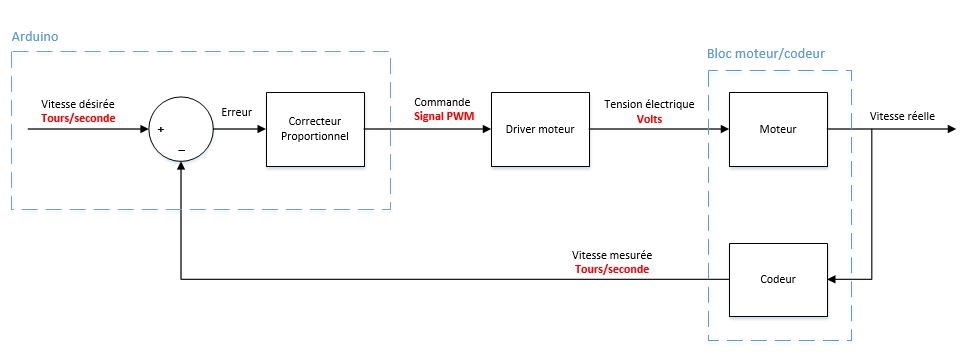 Arduino
Bloc moteur/codeur
Vitesse désirée
Tours/seconde
+
–
Erreur
Correcteur
Proportionnel
Commande
Signal PWM
Driver moteur
Tension électrique
Volts
Moteur
Vitesse réelle
Vitesse mesurée
Tours/seconde
Codeur